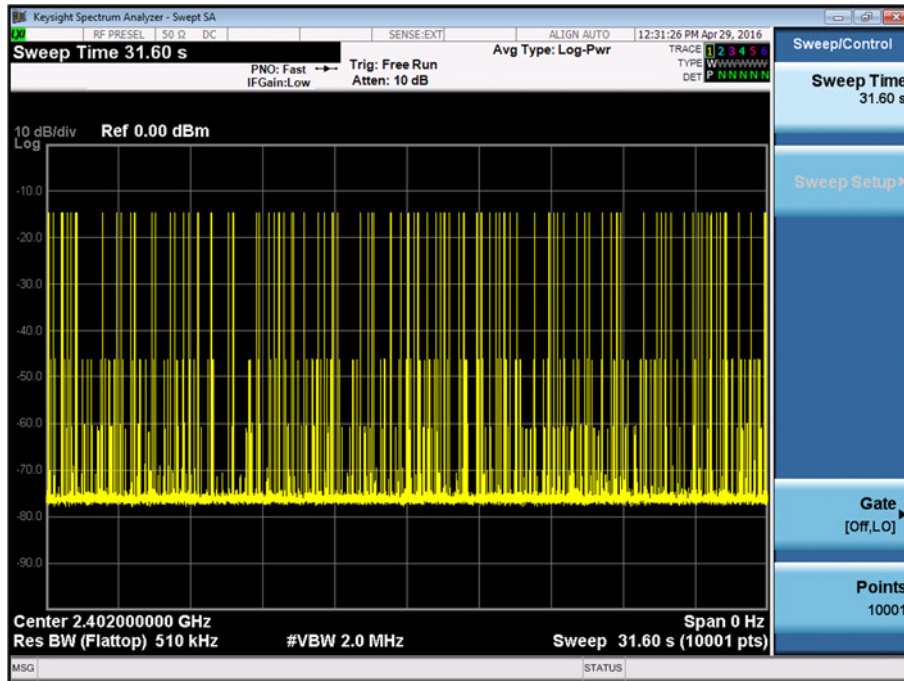 Keysight Spectrum Analyzer - Swept SA
LXI RF PRESEL 50 Ω DC SENSE:EXT ALIGN AUTO 12:31:26 PM Apr 29, 2016
Sweep Time 31.60 s
Avg Type: Log-Pwr
TRACE 1 2 3 4 5 6
PNO: Fast Trig: Free Run
TYPE WWWWWW
IFGain:Low Atten: 10 dB
DET P N N N N N
Sweep/Control
Sweep Time
31.60 s
Sweep Setup
10 dB/div Ref 0.00 dBm
Log
-10.0
-20.0
-30.0
-40.0
-50.0
-60.0
-70.0
-80.0
-90.0
Gate
[Off,LO]
Points
10001
Center 2.402000000 GHz Span 0 Hz
Res BW (Flattop) 510 kHz #VBW 2.0 MHz Sweep 31.60 s (10001 pts)
MSG STATUS